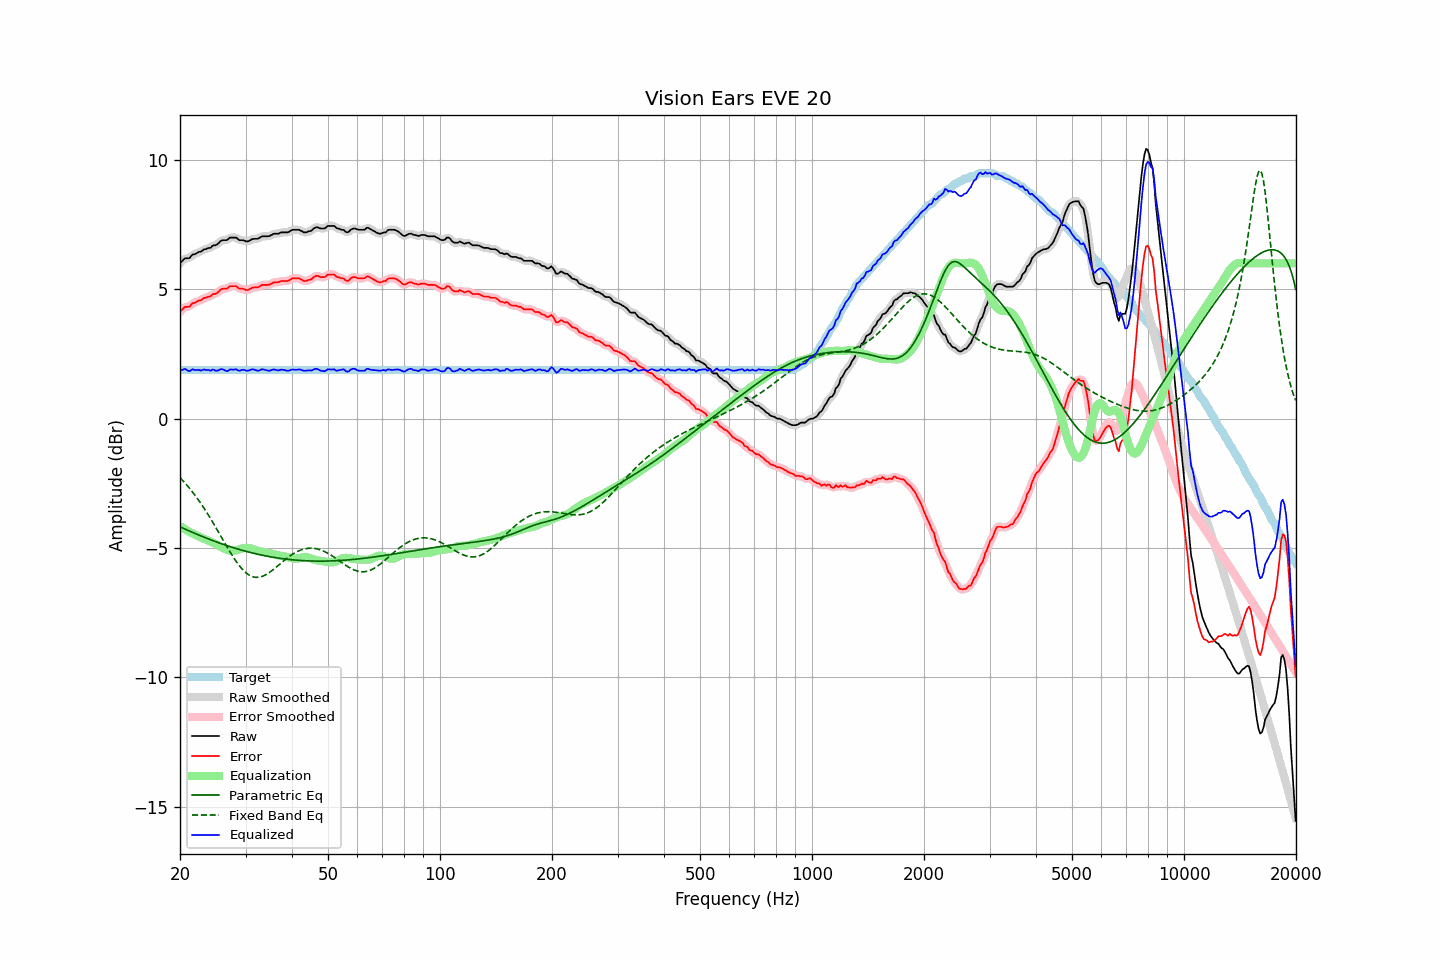 Vision Ears EVE 20
Amplitude (dBr)
10
5
0
−5
−10
−15
Target
Raw Smoothed
Error Smoothed
Raw
Error
Equalization
Parametric Eq
Fixed Band Eq
Equalized
20 50 100 200 500 1000 2000 5000 10000 20000
Frequency (Hz)